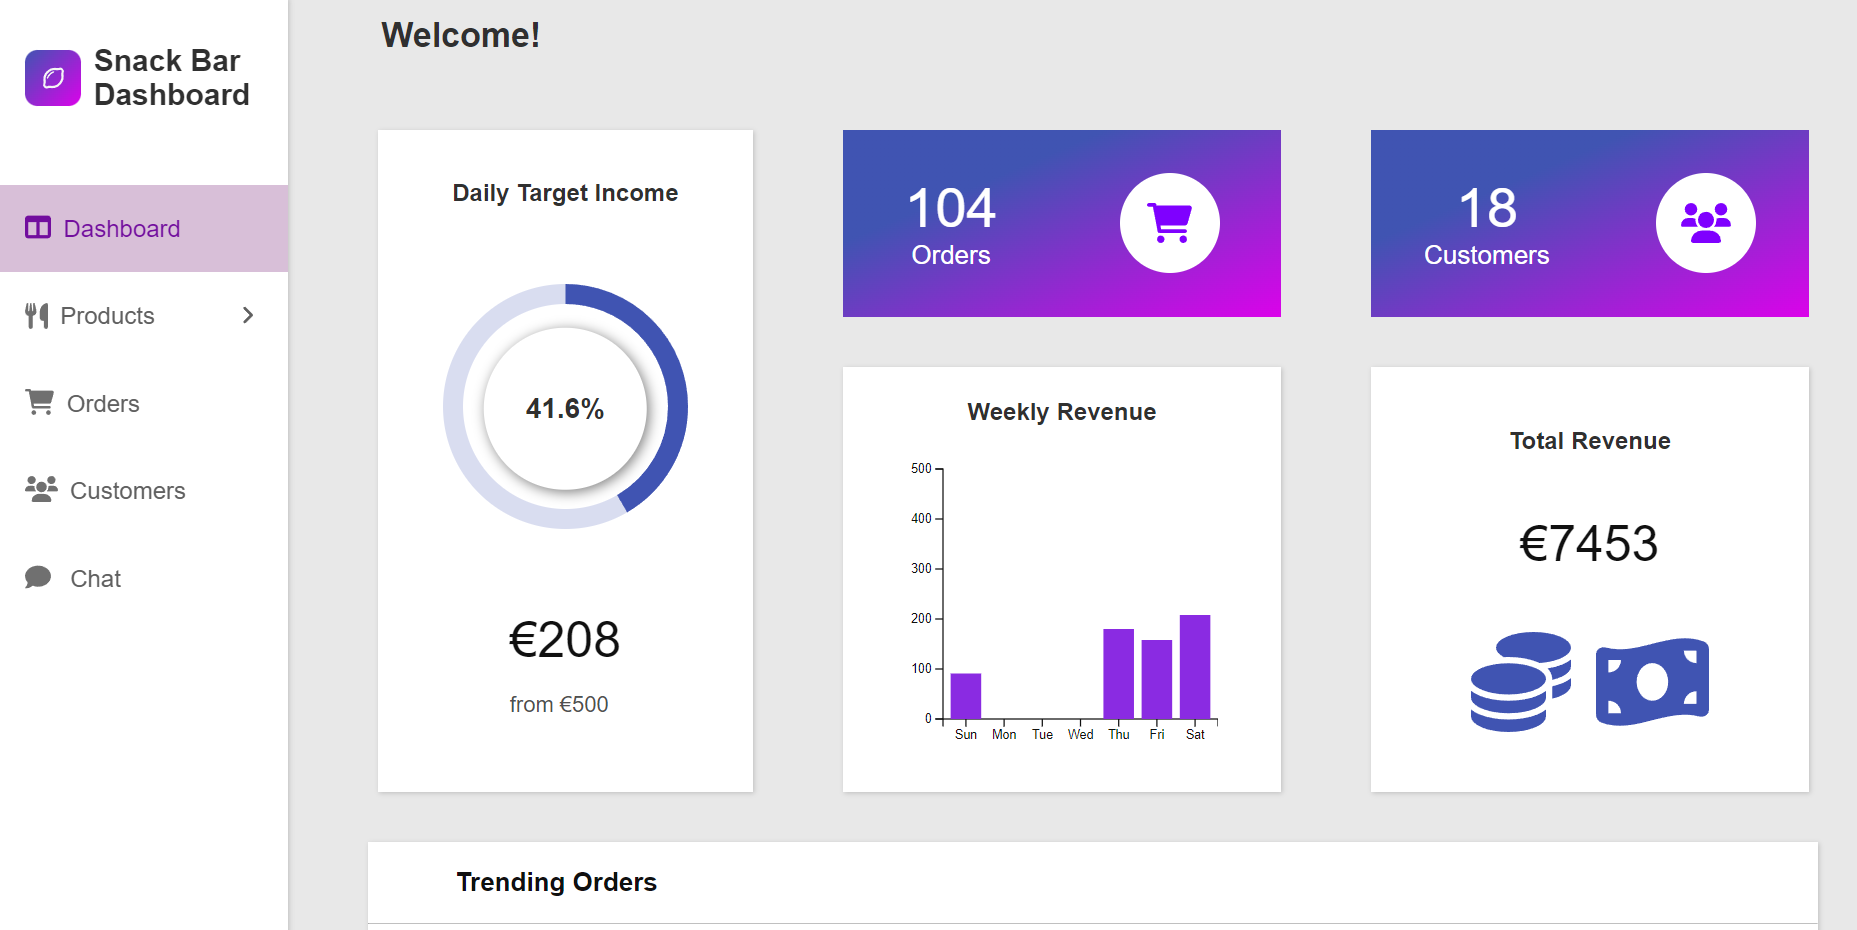 Snack Bar
Dashboard
Dashboard
Products
Orders
Customers
Chat
Welcome!
Daily Target Income
41.6%
€208
from €500
104
Orders
18
Customers
Weekly Revenue
500
400
300
200
100
0
Sun Mon Tue Wed Thu Fri Sat
Total Revenue
€7453
Trending Orders